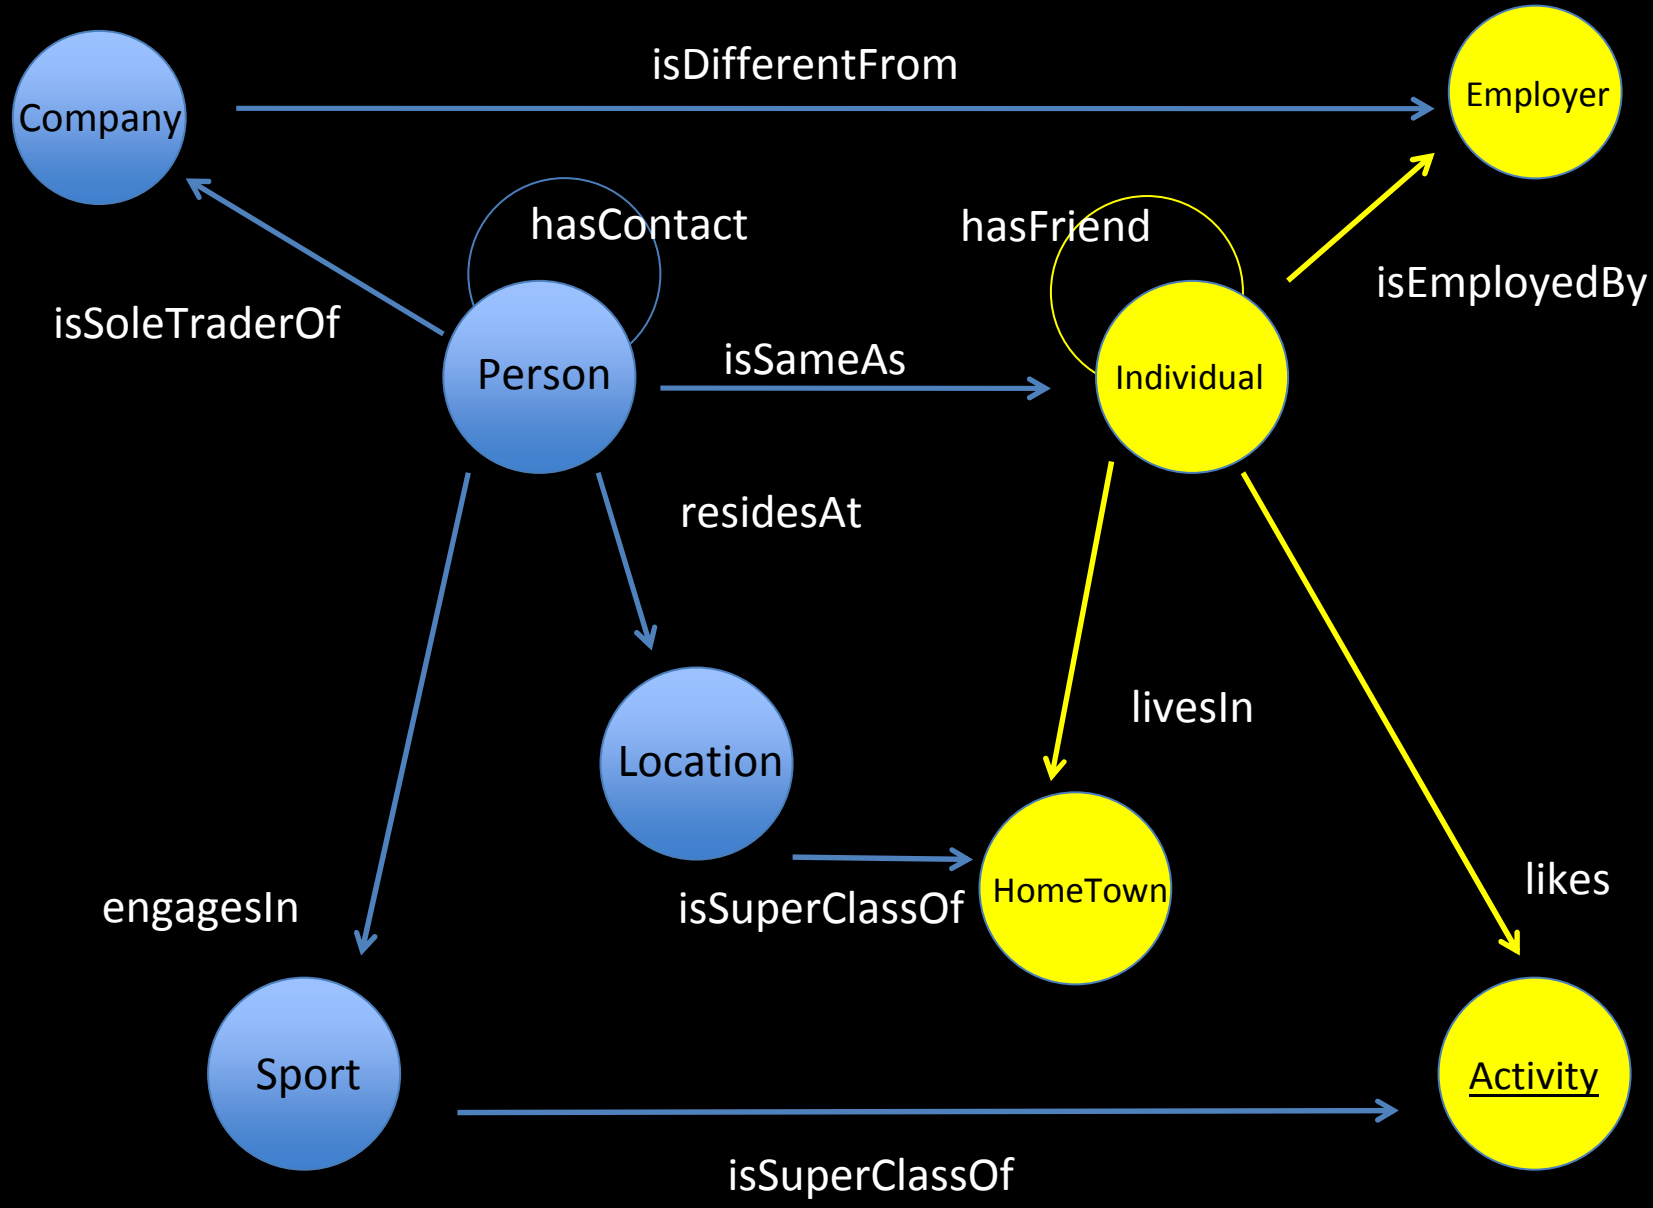 isDifferentFrom
Company
Employer
hasContact
hasFriend
isEmployedBy
isSoleTraderOf
isSameAs
Person
Individual
residesAt
livesIn
Location
likes
HomeTown
engagesIn
isSuperClassOf
Sport
Activity
isSuperClassOf